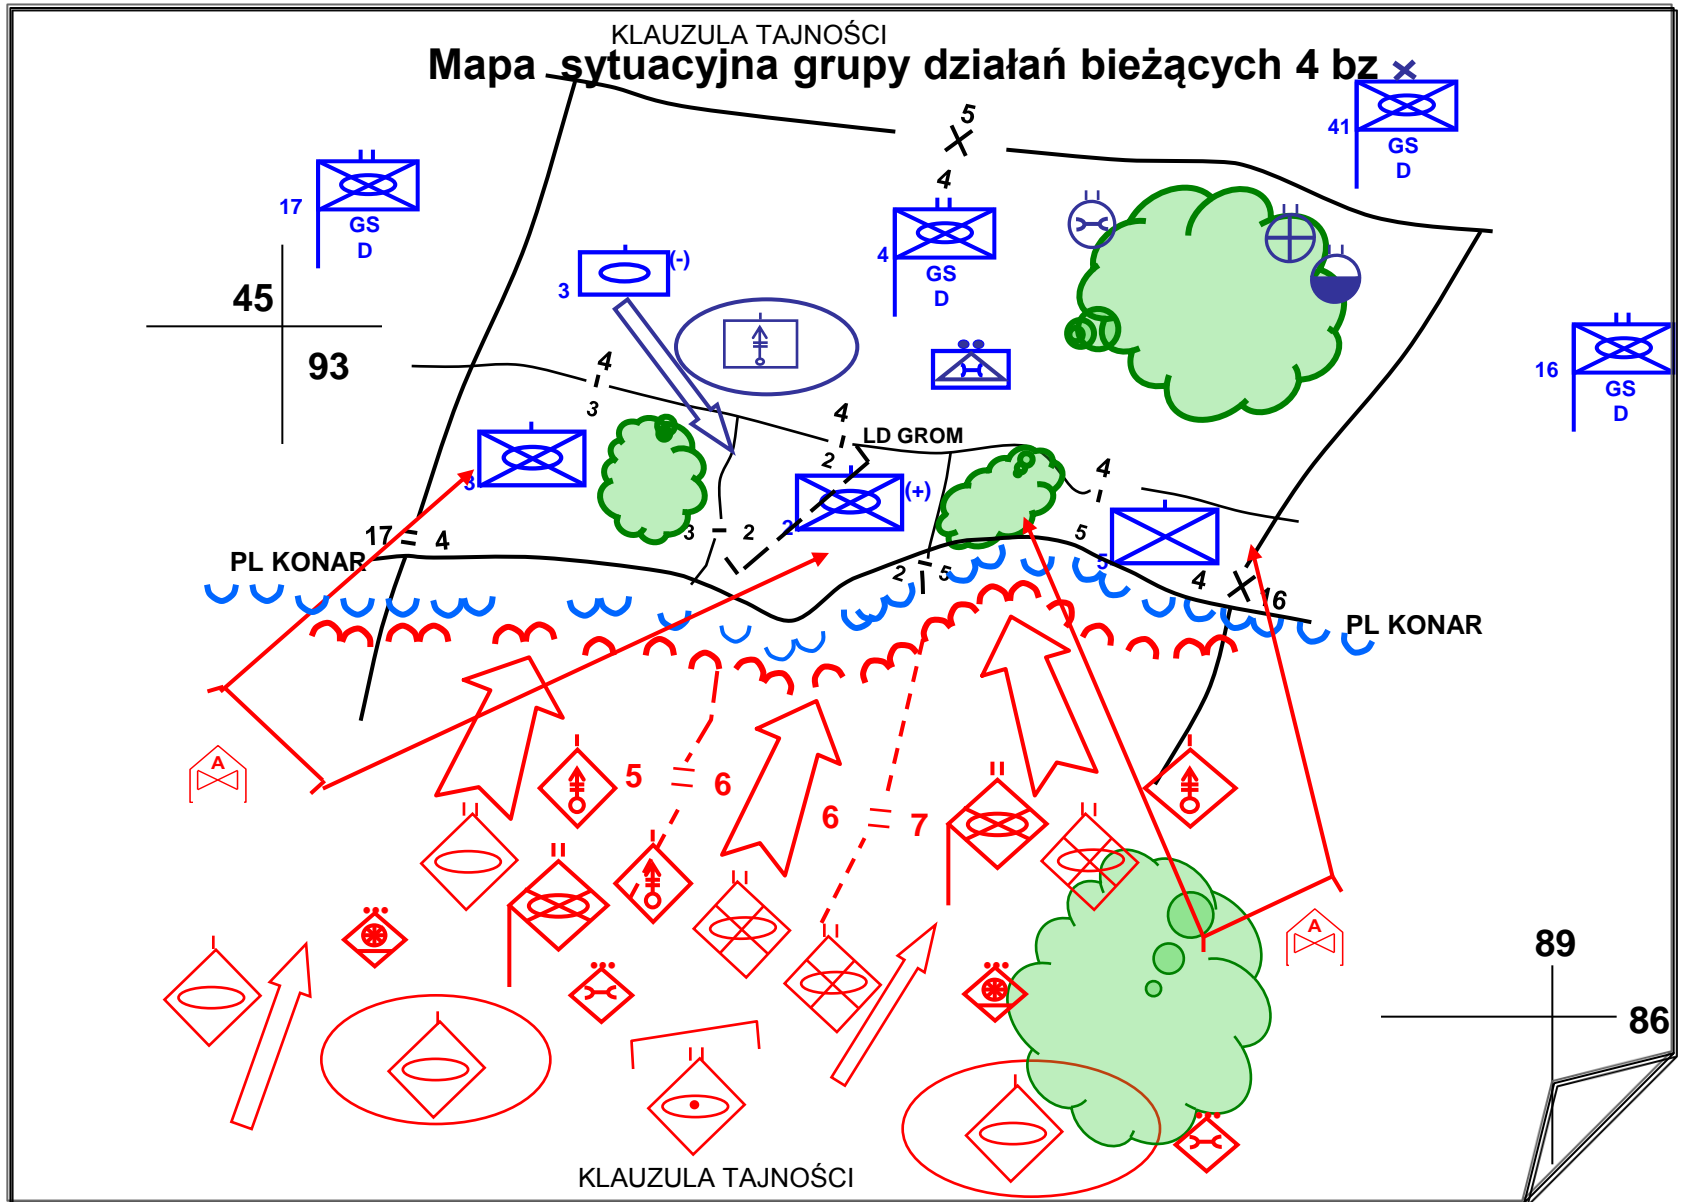 KLAUZULA TAJNOŚCI
Mapa sytuacyjna grupy działań bieżących 4 bz
5
4
41
GS
D
17
GS
D
4
GS
D
(-)
3
45
93
16
GS
D
4
3
4
2
LD GROM
4
5
3
2
(+)
5
3
2
17
4
PL KONAR
2
5
4
16
PL KONAR
A
5
6
6
7
A
89
86
KLAUZULA TAJNOŚCI